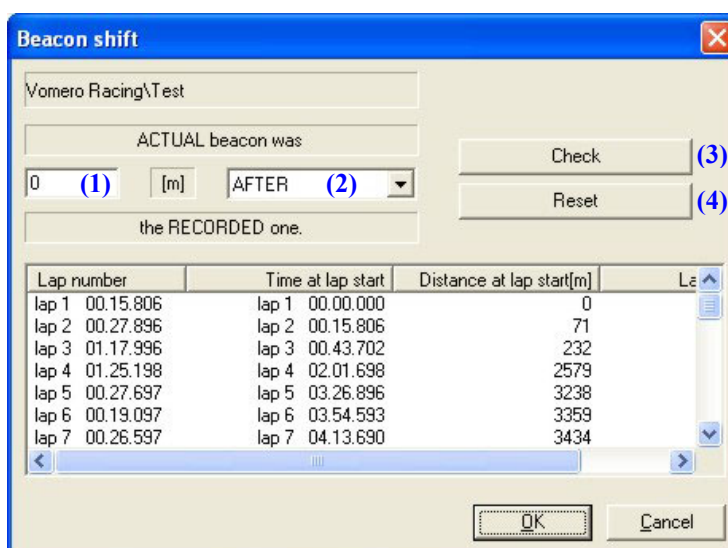 Beacon shift
Vomero Racing\Test
ACTUAL beacon was
0 (1) [m] AFTER (2)
the RECORDED one.
Check (3)
Reset (4)
Lap number Time at lap start Distance at lap start[m] La
lap 1 00.15.806 lap 1 00.00.000 0
lap 2 00.27.896 lap 2 00.15.806 71
lap 3 01.17.996 lap 3 00.43.702 232
lap 4 01.25.198 lap 4 02.01.698 2579
lap 5 00.27.697 lap 5 03.26.896 3238
lap 6 00.19.097 lap 6 03.54.593 3359
lap 7 00.26.597 lap 7 04.13.690 3434
OK Cancel